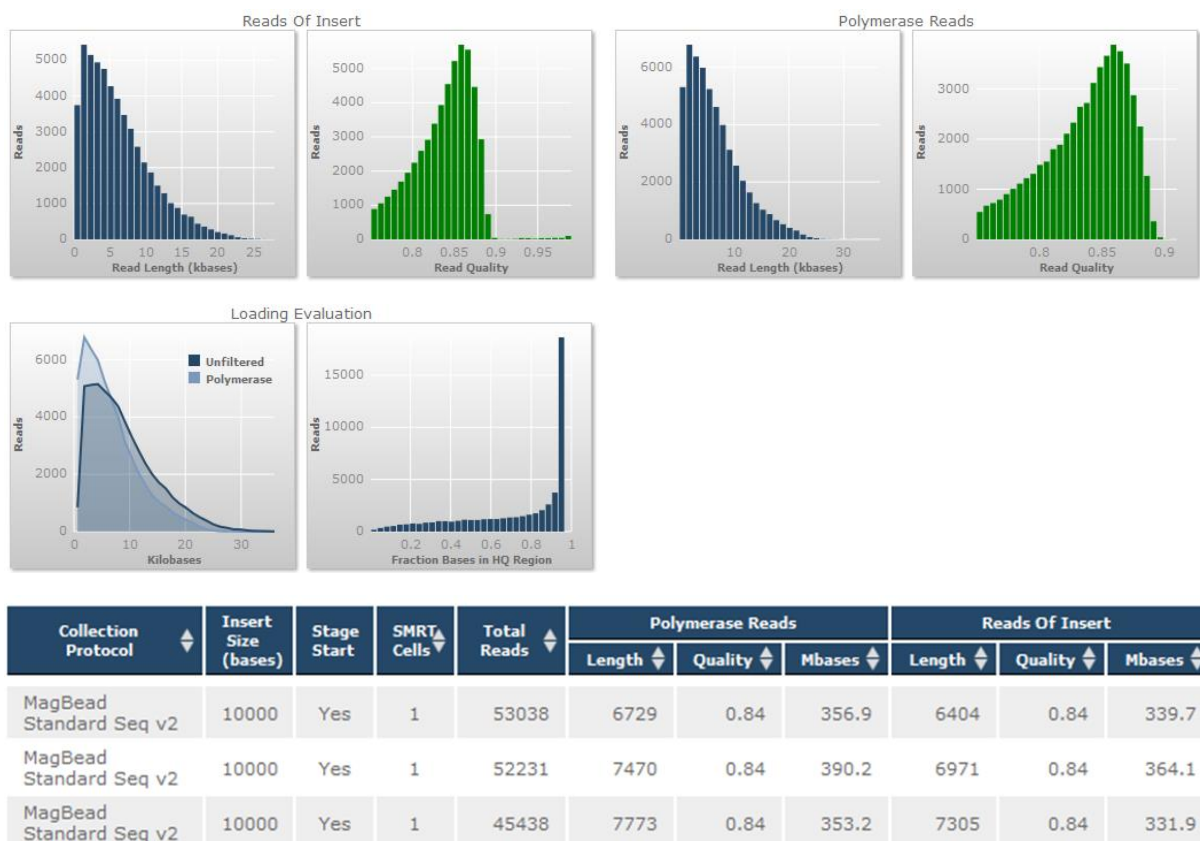 Reads Of Insert
Polymerase Reads
Reads
5000
4000
3000
2000
1000
0
0 5 10 15 20 25
Read Length (kbases)
Reads
5000
4000
3000
2000
1000
0
0.8 0.85 0.9 0.95
Read Quality
Reads
6000
4000
2000
0
10 20 30
Read Length (kbases)
Reads
3000
2000
1000
0
0.8 0.85 0.9
Read Quality
Loading Evaluation
Reads
6000
4000
2000
0
0 10 20 30
Kilobases
Unfiltered
Polymerase
Reads
15000
10000
5000
0
0.2 0.4 0.6 0.8 1
Fraction Bases in HQ Region
Collection Protocol Insert Size (bases) Stage Start SMRT Cells Total Reads Polymerase Reads Reads Of Insert
Length Quality Mbases Length Quality Mbases
MagBead
Standard Seq v2 10000 Yes 1 53038 6729 0.84 356.9 6404 0.84 339.7
MagBead
Standard Seq v2 10000 Yes 1 52231 7470 0.84 390.2 6971 0.84 364.1
MagBead
Standard Seq v2 10000 Yes 1 45438 7773 0.84 353.2 7305 0.84 331.9